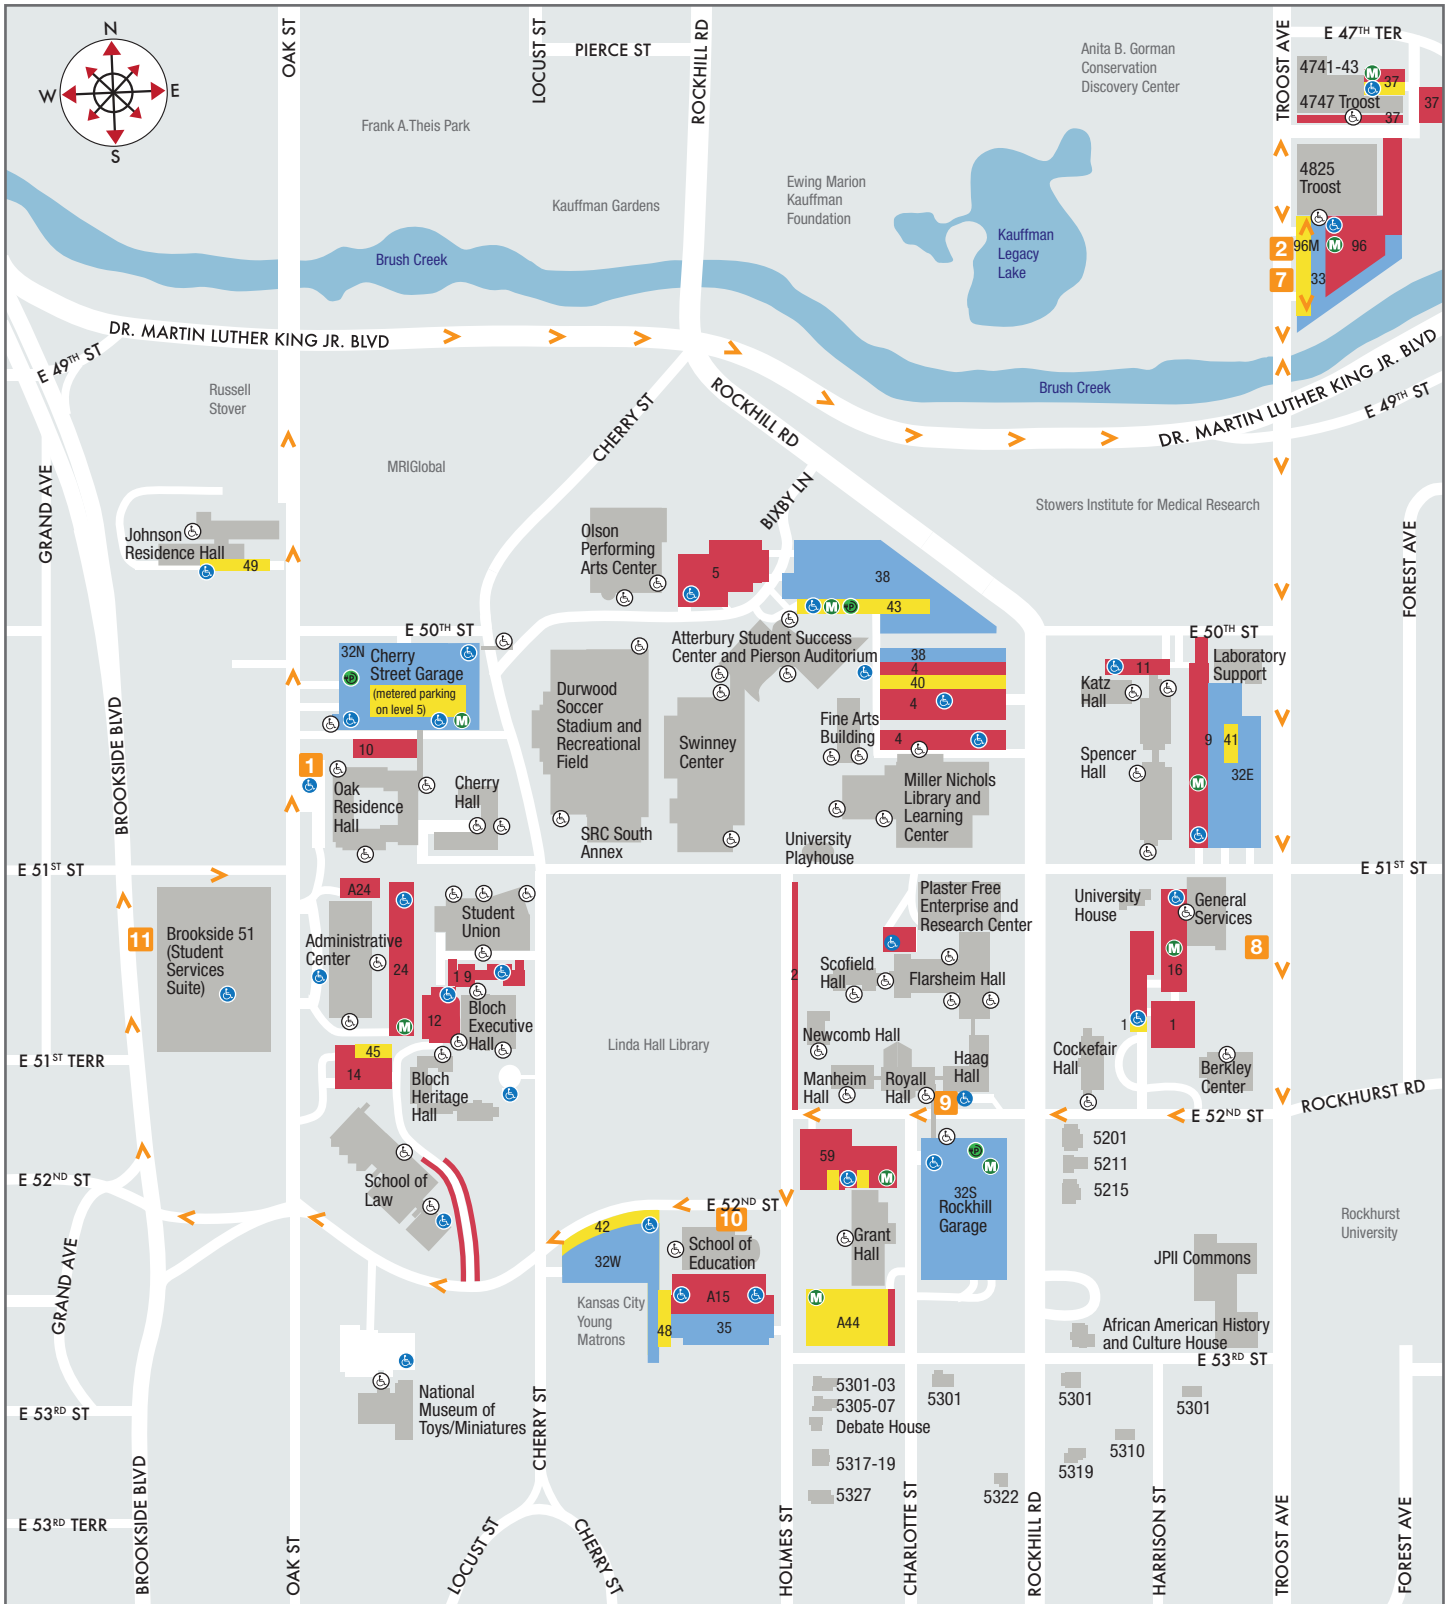 N
W E
S
OAK ST
LOCUST ST
PIERCE ST
ROCKHILL RD
TROOST AVE
E 47TH TER
Anita B. Gorman
Conservation
Discovery Center
4741-43
M
37
4747 Troost
37
37
Frank A.Theis Park
Kauffman Gardens
Ewing Marion
Kauffman
Foundation
Kauffman
Legacy
Lake
4825
Troost
2
7
96M
M
96
33
Brush Creek
DR. MARTIN LUTHER KING JR. BLVD
E 49TH ST
Russell
Stover
Brush Creek
DR. MARTIN LUTHER KING JR. BLVD
E 49TH ST
CHERRY ST
ROCKHILL RD
MRIGlobal
GRAND AVE
BIXBY LN
Stowers Institute for Medical Research
FOREST AVE
Johnson
Residence Hall
49
Olson
Performing
Arts Center
5
38
M
P
43
E 50TH ST
E 50TH ST
32N
Cherry
Street Garage
P
(metered parking
on level 5)
M
Atterbury Student Success
Center and Pierson Auditorium
38
4
40
4
4
11
Katz
Hall
Laboratory
Support
Durwood
Soccer
Stadium and
Recreational
Field
Swinney
Center
Fine Arts
Building
9
41
32E
M
Spencer
Hall
BROOKSIDE BLVD
10
1
Oak
Residence
Hall
Cherry
Hall
Miller Nichols
Library and
Learning
Center
SRC South
Annex
University
Playhouse
E 51ST ST
E 51ST ST
A24
Plaster Free
Enterprise and
Research Center
University
House
General
Services
11
Brookside 51
(Student
Services
Suite)
Administrative
Center
24
M
Student
Union
19
12
Bloch
Executive
Hall
2
Scofield
Hall
Flarsheim Hall
M
16
8
1
1
Linda Hall Library
Newcomb Hall
Cockefair
Hall
Berkley
Center
E 51ST TERR
45
14
Bloch
Heritage
Hall
Manheim
Hall
Royall
Hall
Haag
Hall
9
E 52ND ST
ROCKHURST RD
5201
5211
5215
59
M
P
M
32S
Rockhill
Garage
School of
Law
E 52ND ST
E 52ND ST
10
42
32W
School of
Education
Grant
Hall
Rockhurst
University
JPII Commons
GRAND AVE
Kansas City
Young
Matrons
48
A15
35
M
A44
African American History
and Culture House
E 53RD ST
National
Museum of
Toys/Miniatures
E 53RD ST
5301-03
5305-07
Debate House
5317-19
5327
5301
5301
5301
5310
5319
5322
E 53RD TERR
BROOKSIDE BLVD
OAK ST
LOCUST ST
CHERRY ST
CHERRY ST
HOLMES ST
CHARLOTTE ST
ROCKHILL RD
HARRISON ST
TROOST AVE
FOREST AVE